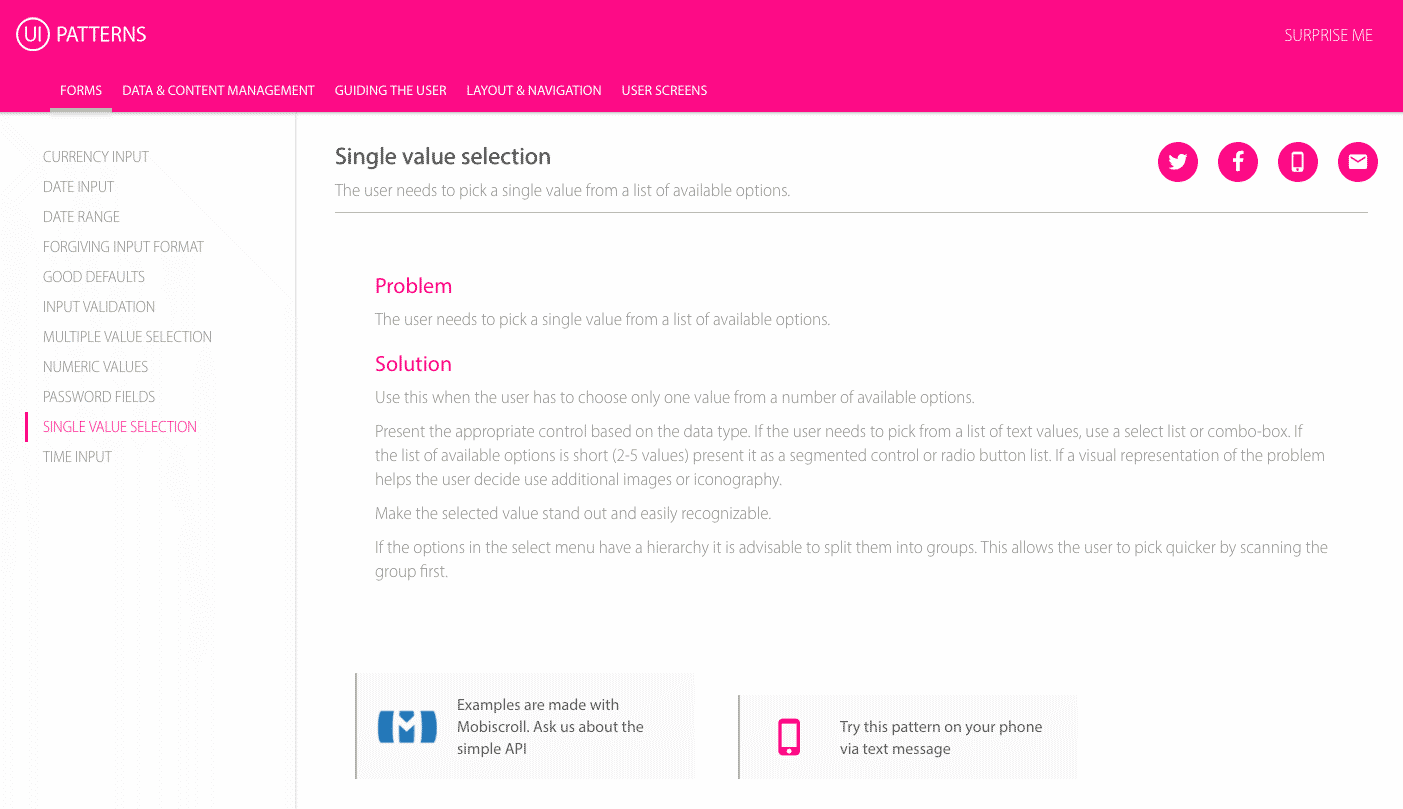 UI PATTERNS
SURPRISE ME
FORMS DATA & CONTENT MANAGEMENT GUIDING THE USER LAYOUT & NAVIGATION USER SCREENS
CURRENCY INPUT
DATE INPUT
DATE RANGE
FORGIVING INPUT FORMAT
GOOD DEFAULTS
INPUT VALIDATION
MULTIPLE VALUE SELECTION
NUMERIC VALUES
PASSWORD FIELDS
SINGLE VALUE SELECTION
TIME INPUT
Single value selection
The user needs to pick a single value from a list of available options.
Problem
The user needs to pick a single value from a list of available options.
Solution
Use this when the user has to choose only one value from a number of available options.
Present the appropriate control based on the data type. If the user needs to pick from a list of text values, use a select list or combo-box. If
the list of available options is short (2-5 values) present it as a segmented control or radio button list. If a visual representation of the problem
helps the user decide use additional images or iconography.
Make the selected value stand out and easily recognizable.
If the options in the select menu have a hierarchy it is advisable to split them into groups. This allows the user to pick quicker by scanning the
group first.
Examples are made with
Mobiscroll. Ask us about the
simple API
Try this pattern on your phone
via text message